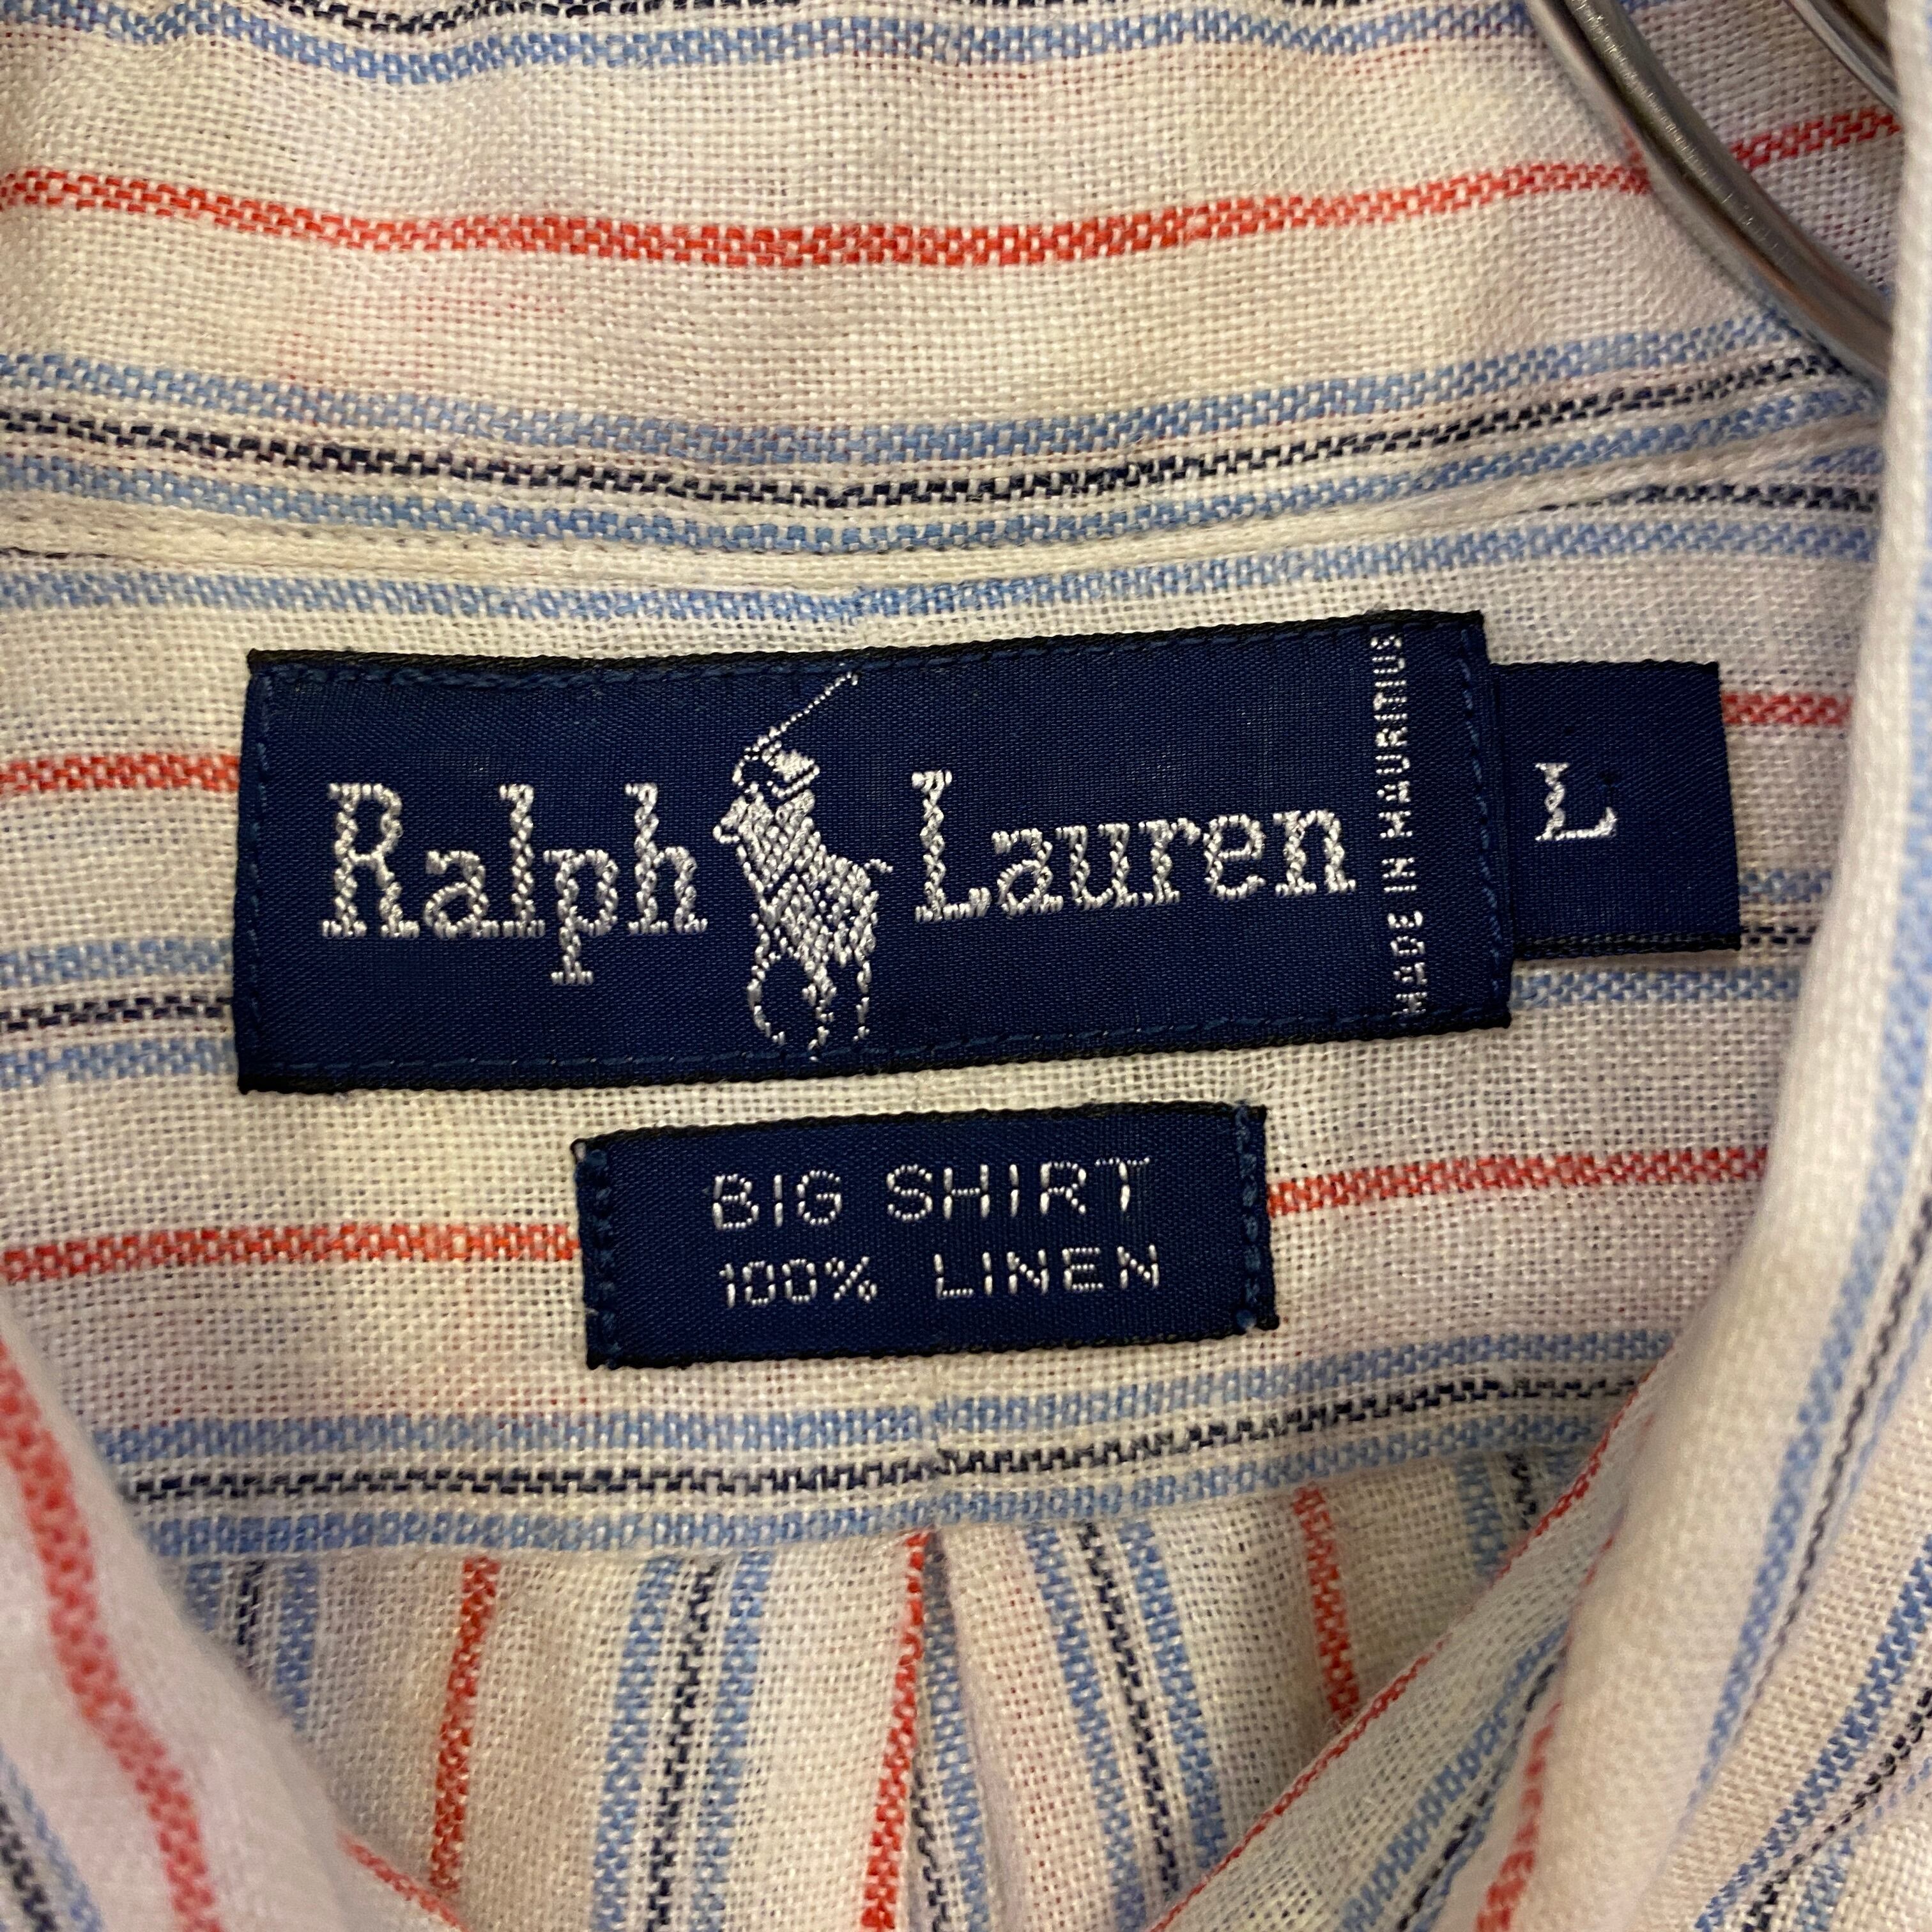 Ralph Lauren
MADE IN MAURITIUS
L
BIG SHIRT
100% LINEN